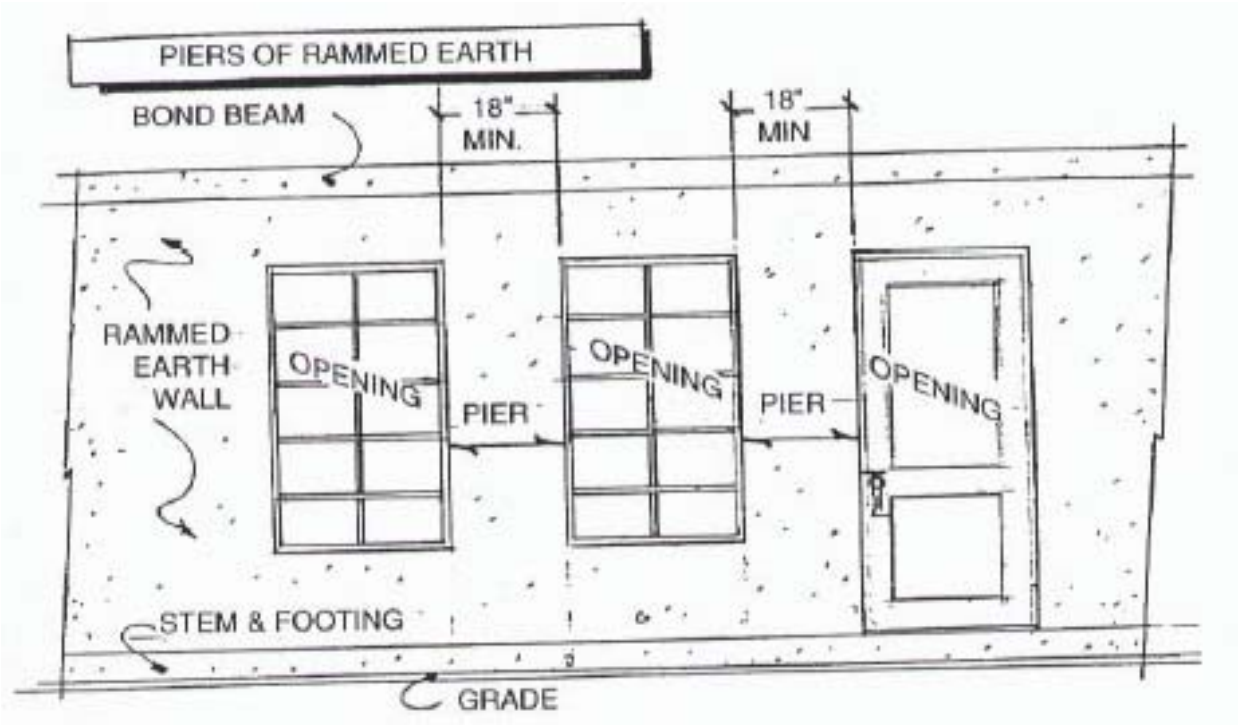 PIERS OF RAMMED EARTH
BOND BEAM
18"
MIN.
18"
MIN
RAMMED
EARTH
WALL
OPENING
OPENING
OPENING
PIER
PIER
STEM & FOOTING
GRADE